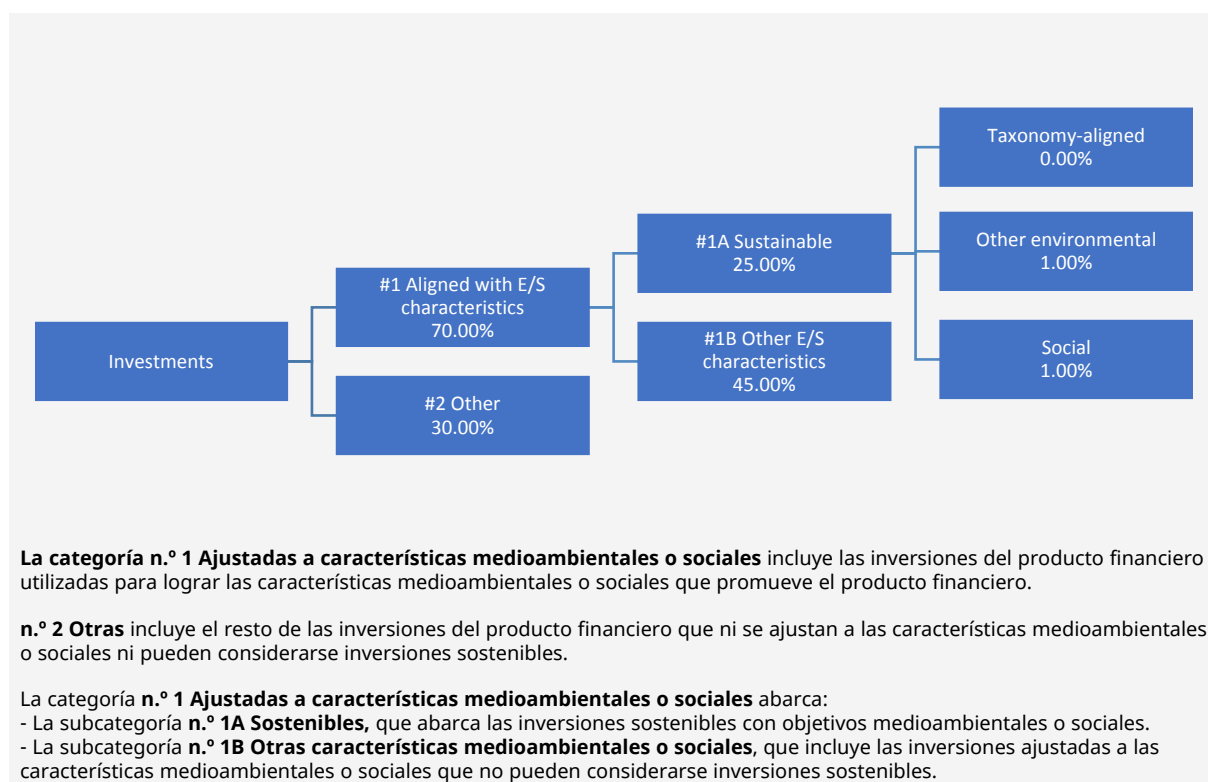 Taxonomy-aligned
0.00%
#1A Sustainable
25.00%
Other environmental
1.00%
#1 Aligned with E/S
characteristics
70.00%
Investments
#1B Other E/S
characteristics
45.00%
Social
1.00%
#2 Other
30.00%
La categoría n.º 1 Ajustadas a características medioambientales o sociales incluye las inversiones del producto financiero
utilizadas para lograr las características medioambientales o sociales que promueve el producto financiero.
n.º 2 Otras incluye el resto de las inversiones del producto financiero que ni se ajustan a las características medioambientales
o sociales ni pueden considerarse inversiones sostenibles.
La categoría n.º 1 Ajustadas a características medioambientales o sociales abarca:
- La subcategoría n.º 1A Sostenibles, que abarca las inversiones sostenibles con objetivos medioambientales o sociales.
- La subcategoría n.º 1B Otras características medioambientales o sociales, que incluye las inversiones ajustadas a las
características medioambientales o sociales que no pueden considerarse inversiones sostenibles.